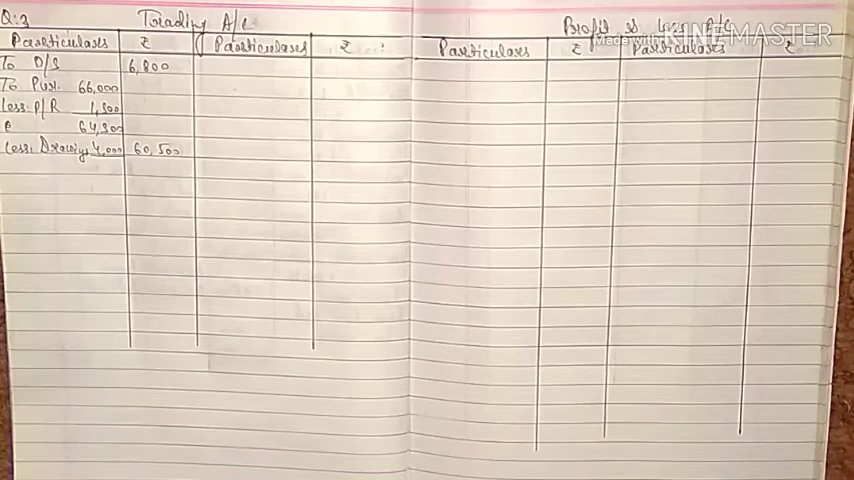 Q:3 Trading A/c
Particulars ₹ Particulars ₹
To O/S 6,800
To Pur. 66,000
Less: P/R 1,500
64,500
Less: Drawings 4,000 60,500
Profit & Loss A/c
Made with KINEMASTER
Particulars ₹ Particulars ₹